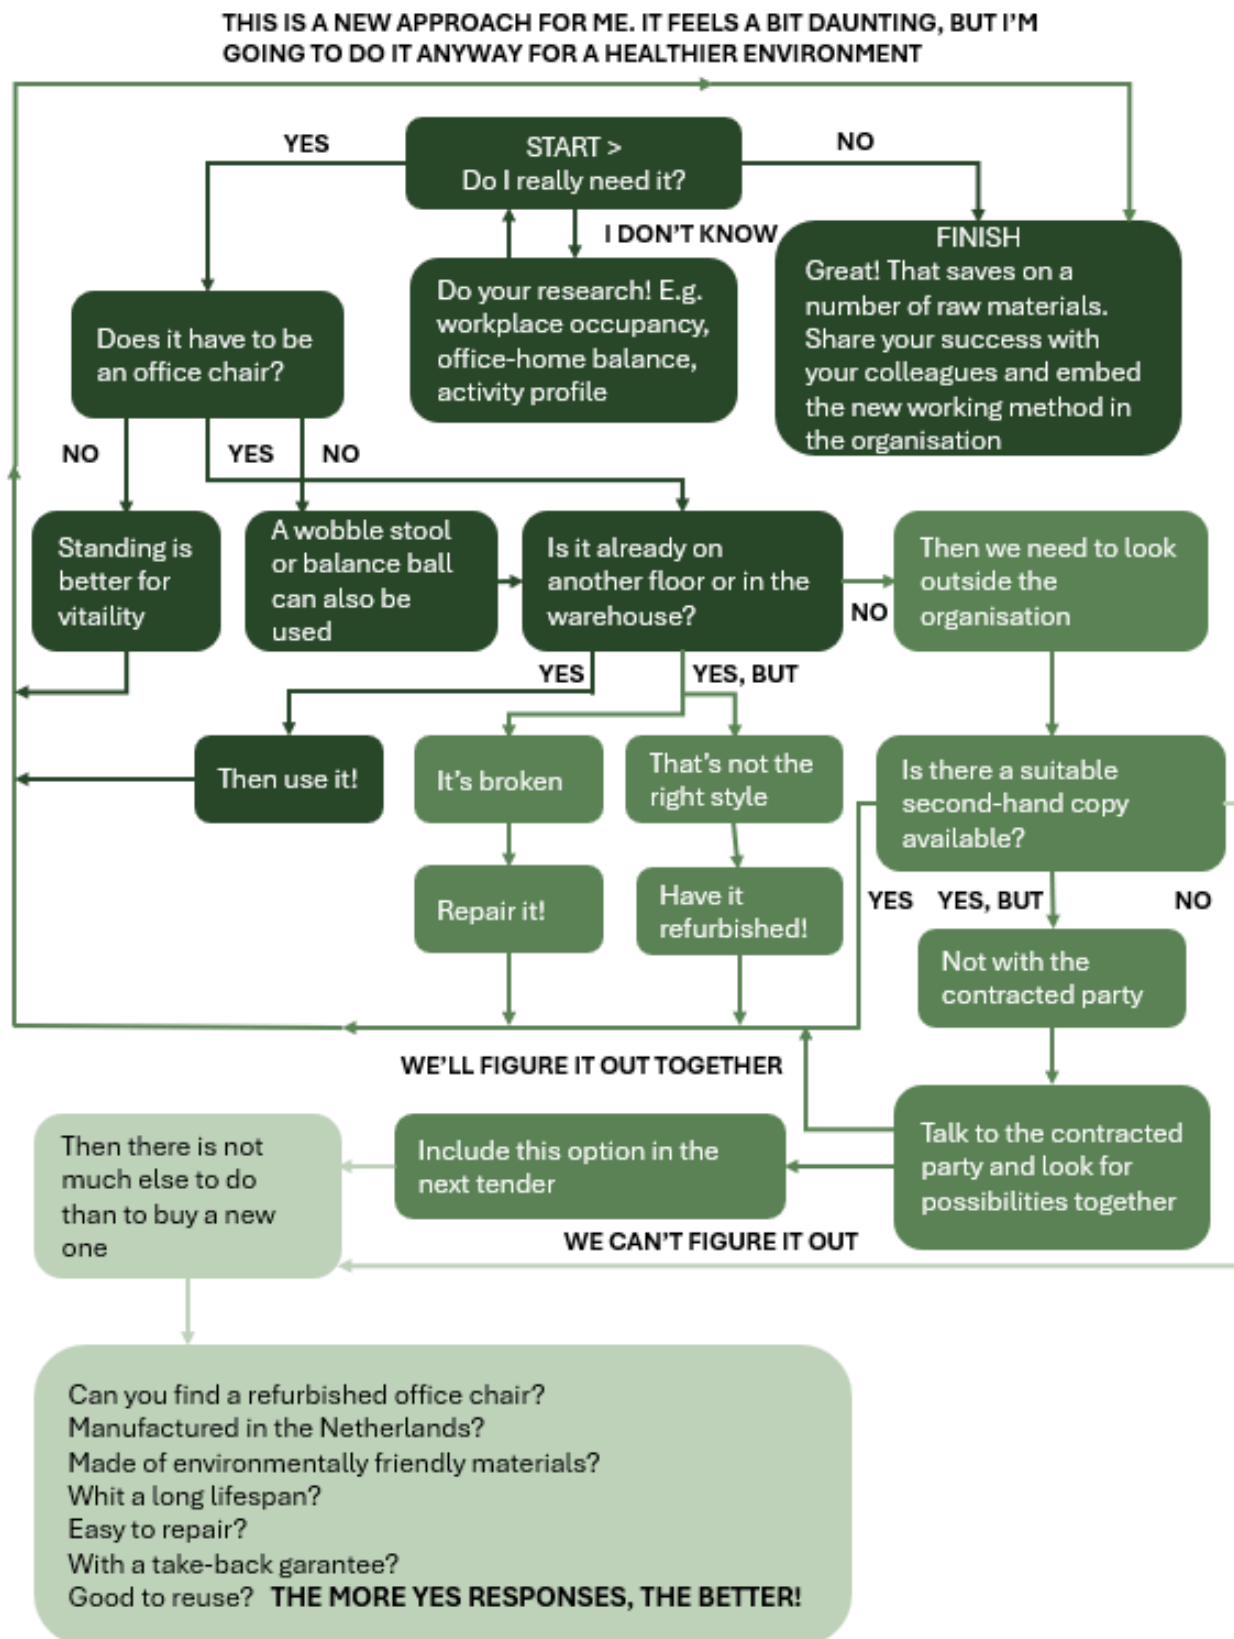 THIS IS A NEW APPROACH FOR ME. IT FEELS A BIT DAUNTING, BUT I'M
GOING TO DO IT ANYWAY FOR A HEALTHIER ENVIRONMENT
YES
START >
Do I really need it?
NO
I DON'T KNOW
Do your research! E.g.
workplace occupancy,
office-home balance,
activity profile
FINISH
Great! That saves on a
number of raw materials.
Share your success with
your colleagues and embed
the new working method in
the organisation
Does it have to be
an office chair?
NO
YES
NO
Standing is
better for
vitaility
A wobble stool
or balance ball
can also be
used
Is it already on
another floor or in the
warehouse?
NO
Then we need to look
outside the
organisation
YES
YES, BUT
Then use it!
It's broken
That's not the
right style
Is there a suitable
second-hand copy
available?
Repair it!
Have it
refurbished!
YES
YES, BUT
NO
Not with the
contracted party
WE'LL FIGURE IT OUT TOGETHER
Then there is not
much else to do
than to buy a new
one
Include this option in the
next tender
Talk to the contracted
party and look for
possibilities together
WE CAN'T FIGURE IT OUT
Can you find a refurbished office chair?
Manufactured in the Netherlands?
Made of environmentally friendly materials?
Whit a long lifespan?
Easy to repair?
With a take-back garantee?
Good to reuse? THE MORE YES RESPONSES, THE BETTER!